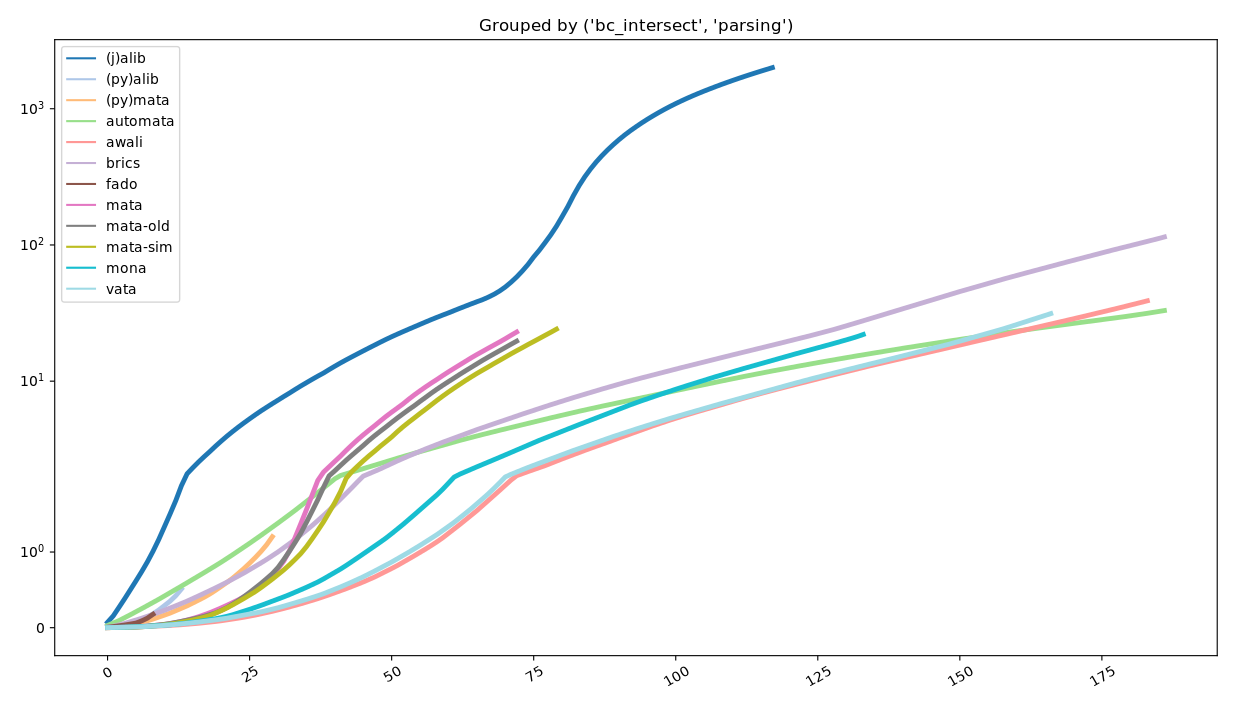 Grouped by ('bc_intersect', 'parsing')
(j)alib
(py)alib
(py)mata
automata
awali
brics
fado
mata
mata-old
mata-sim
mona
vata
10³
10²
10¹
10⁰
0
0
25
50
75
100
125
150
175